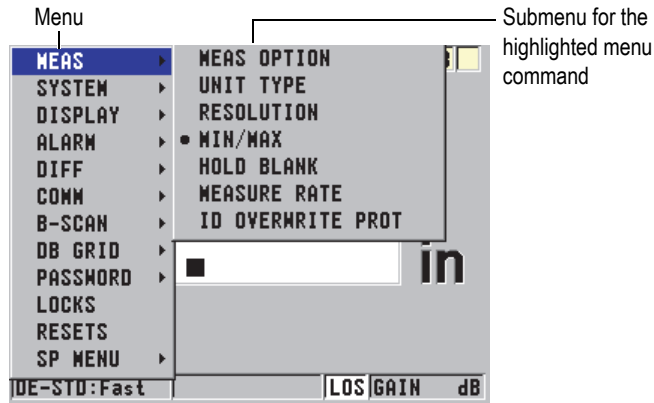 Menu
Submenu for the
highlighted menu
command
MEAS
SYSTEM
DISPLAY
ALARM
DIFF
COMM
B-SCAN
DB GRID
PASSWORD
LOCKS
RESETS
SP MENU
MEAS OPTION
UNIT TYPE
RESOLUTION
MIN/MAX
HOLD BLANK
MEASURE RATE
ID OVERWRITE PROT
in
DE-STD:Fast LOS GAIN dB